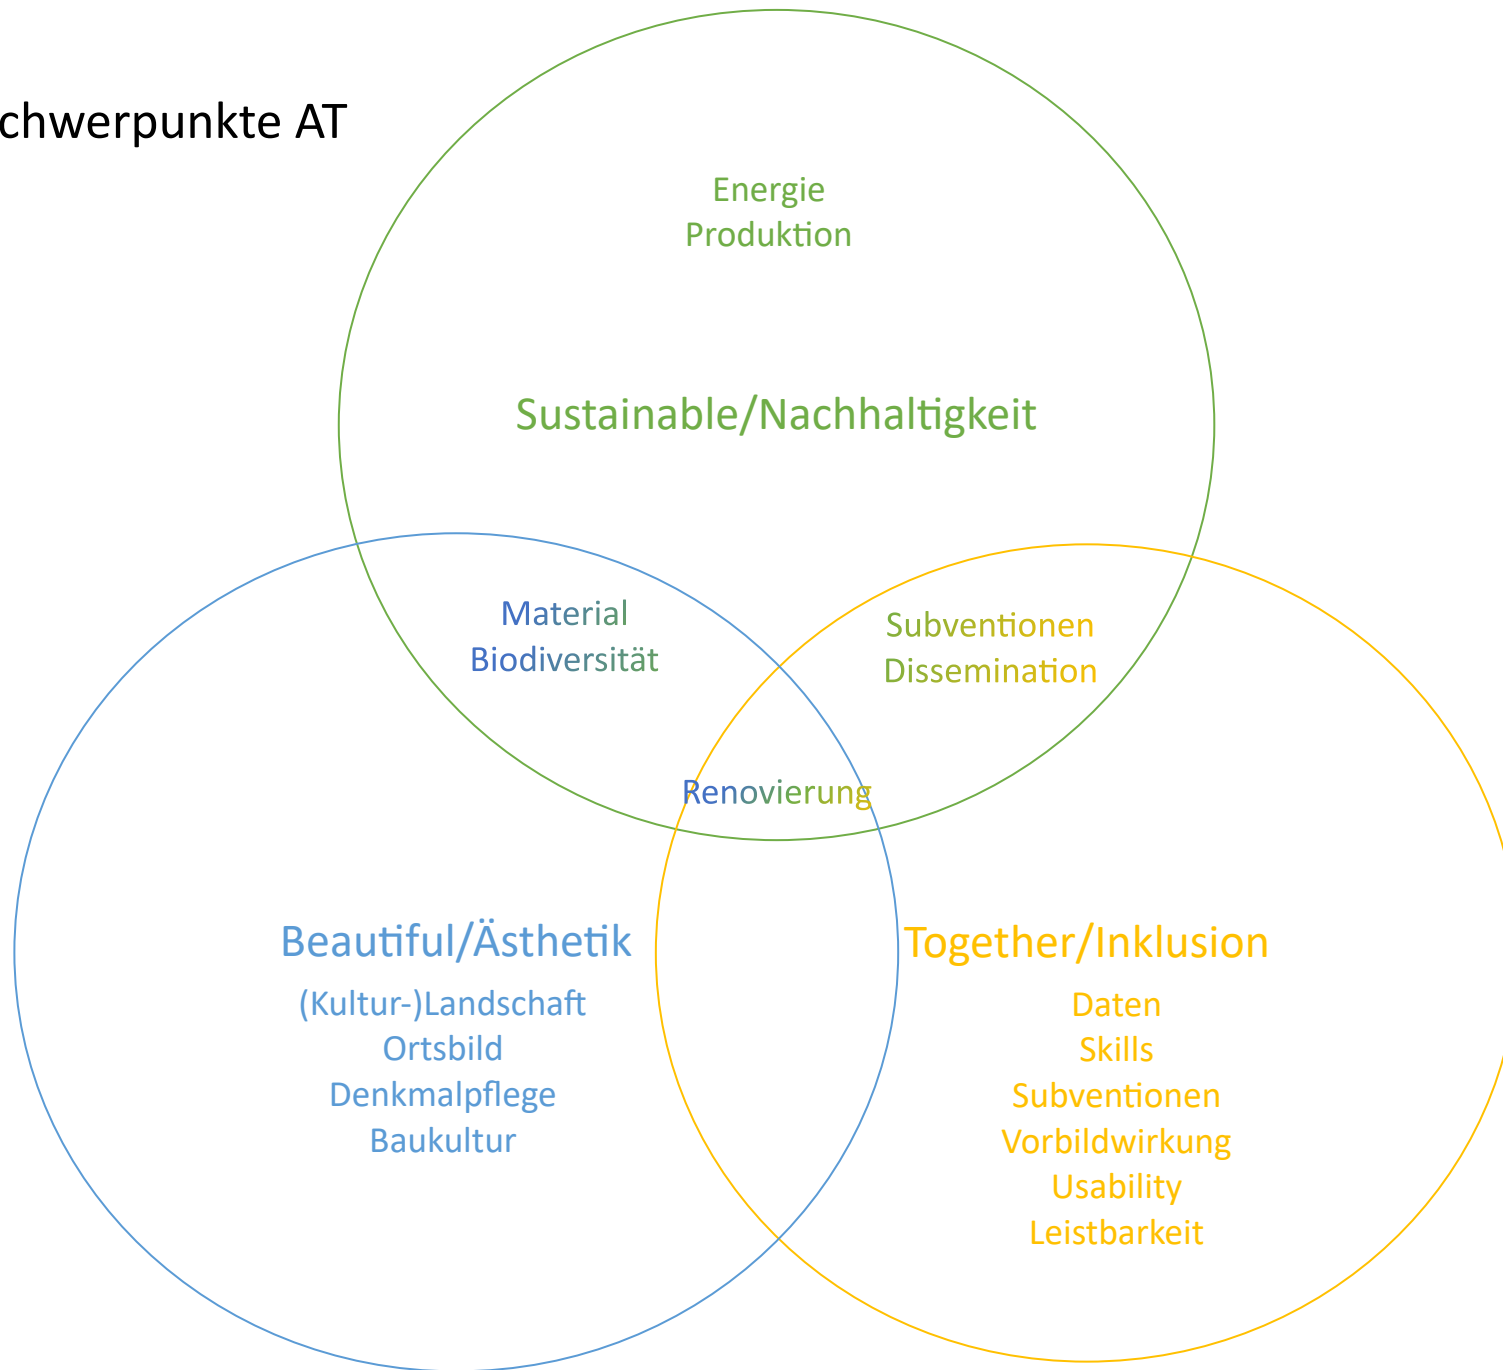 chwerpunkte AT
Energie
Produktion
Sustainable/Nachhaltigkeit
Material
Biodiversität
Subventionen
Dissemination
Renovierung
Beautiful/Ästhetik
(Kultur-)Landschaft
Ortsbild
Denkmalpflege
Baukultur
Together/Inklusion
Daten
Skills
Subventionen
Vorbildwirkung
Usability
Leistbarkeit